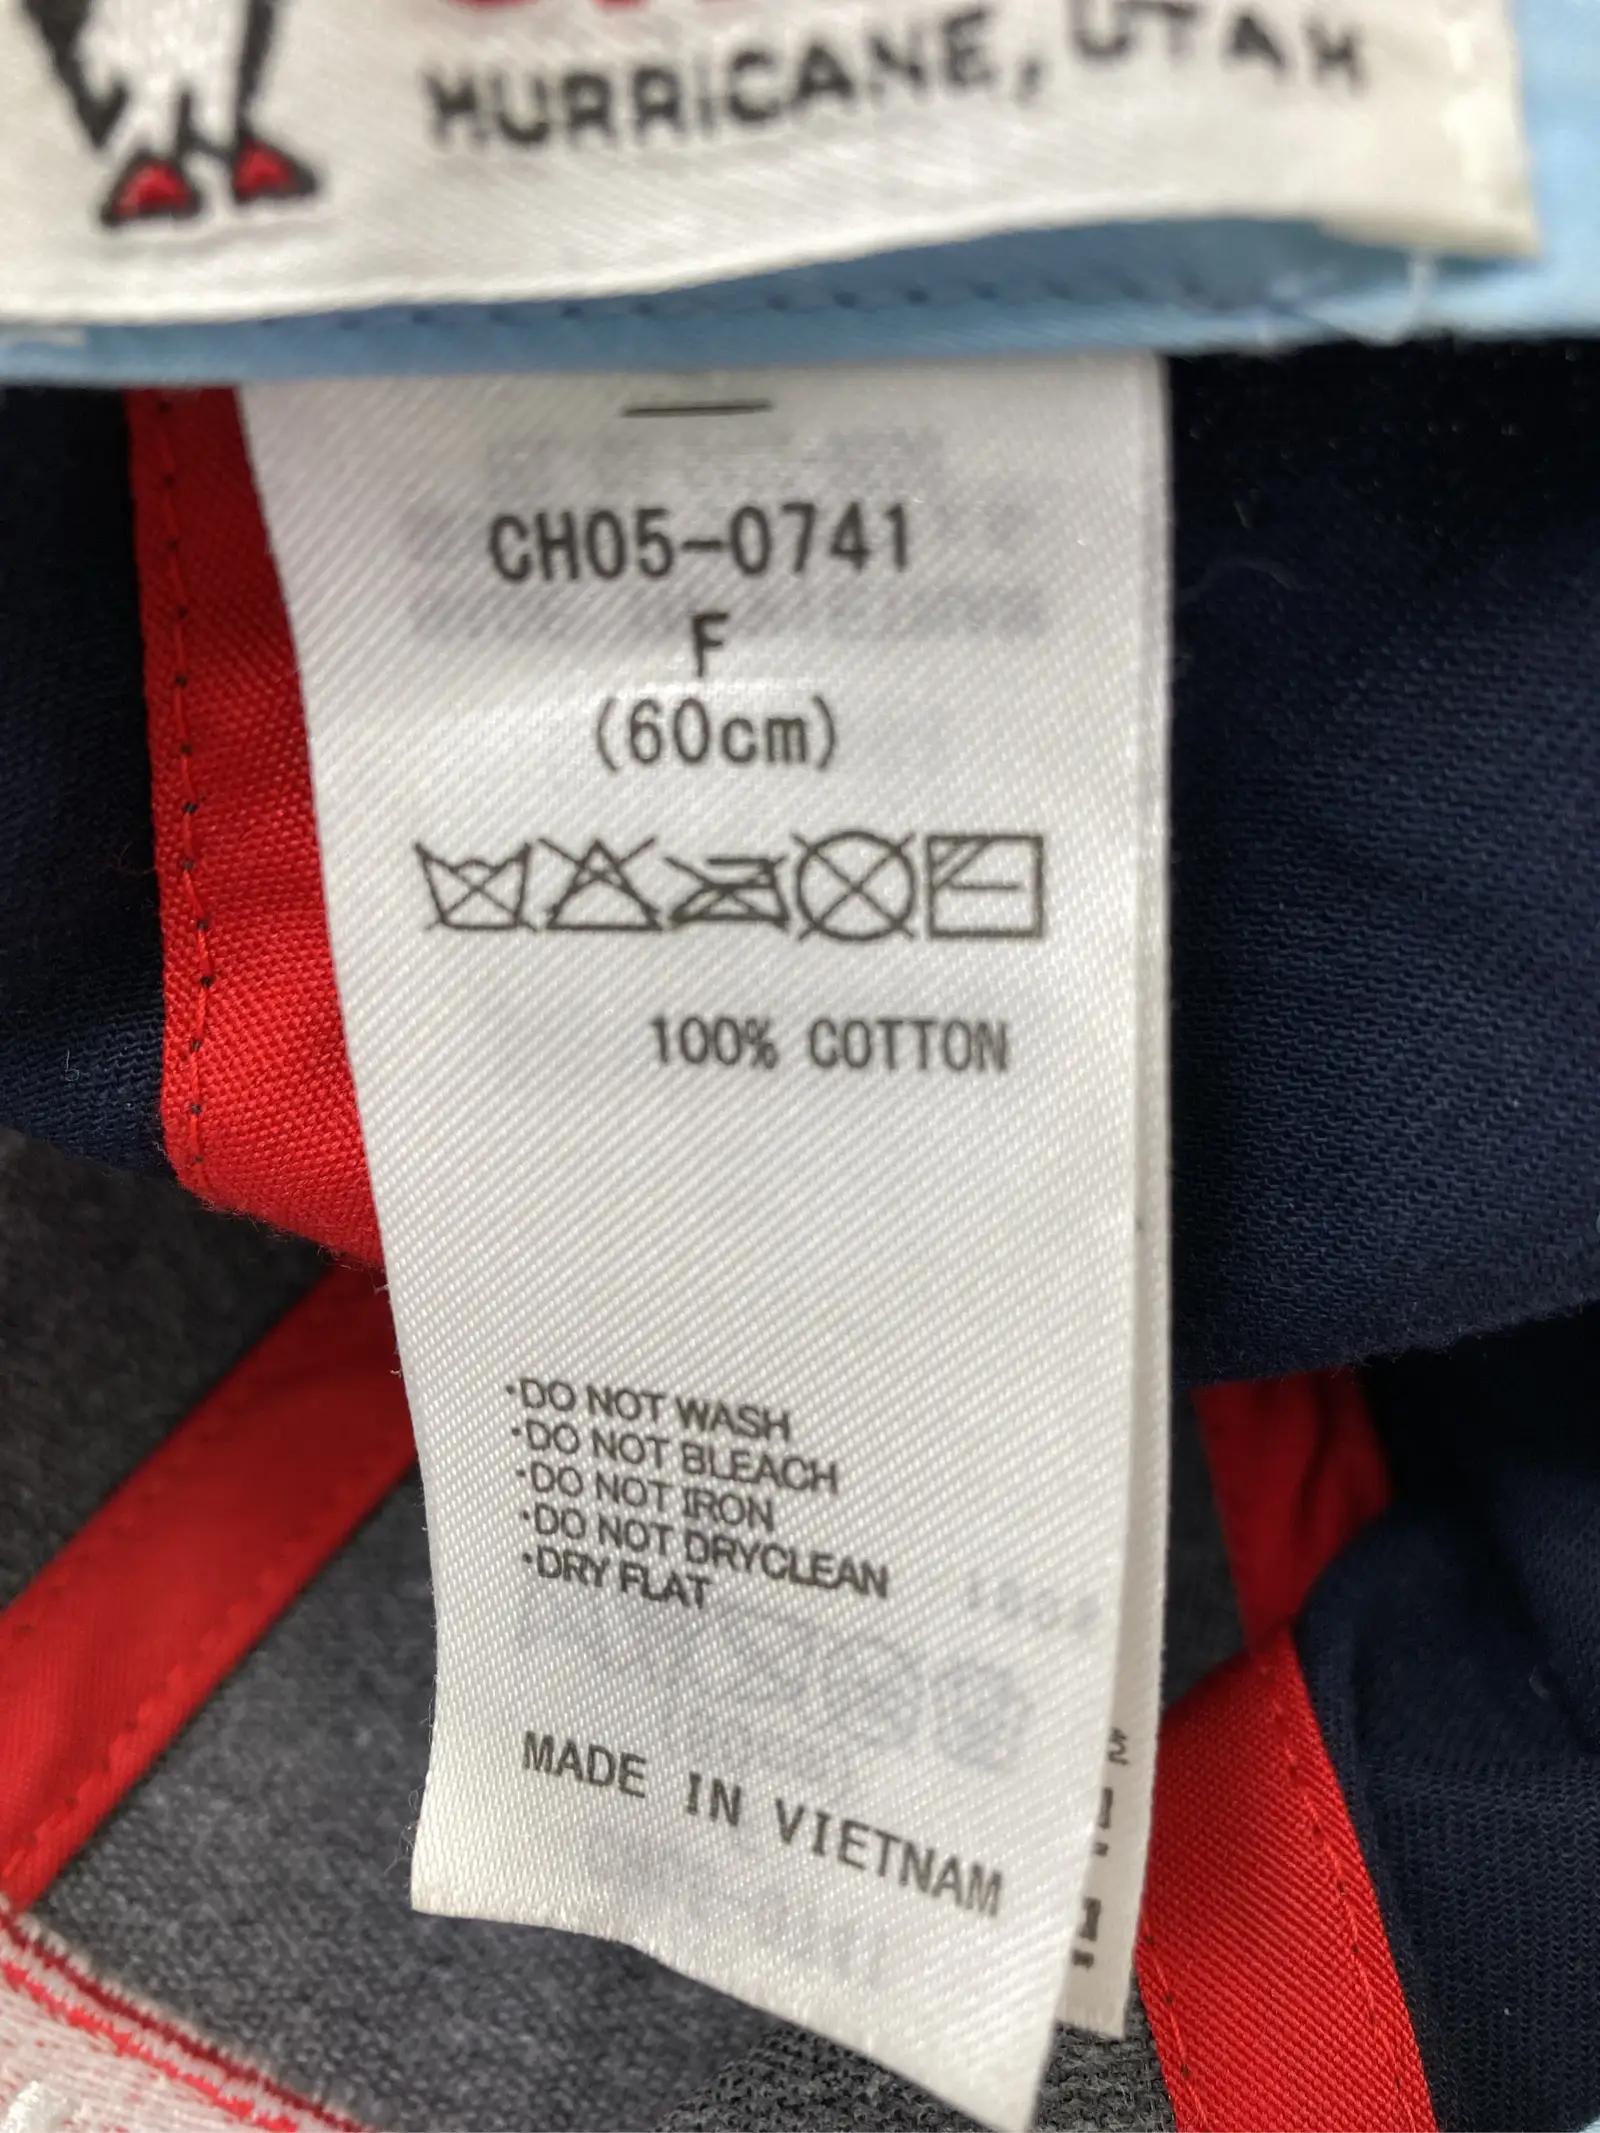 HURRICANE, UTAH
CH05-0741
F
(60cm)
100% COTTON
·DO NOT WASH
·DO NOT BLEACH
·DO NOT IRON
·DO NOT DRYCLEAN
·DRY FLAT
MADE IN VIETNAM